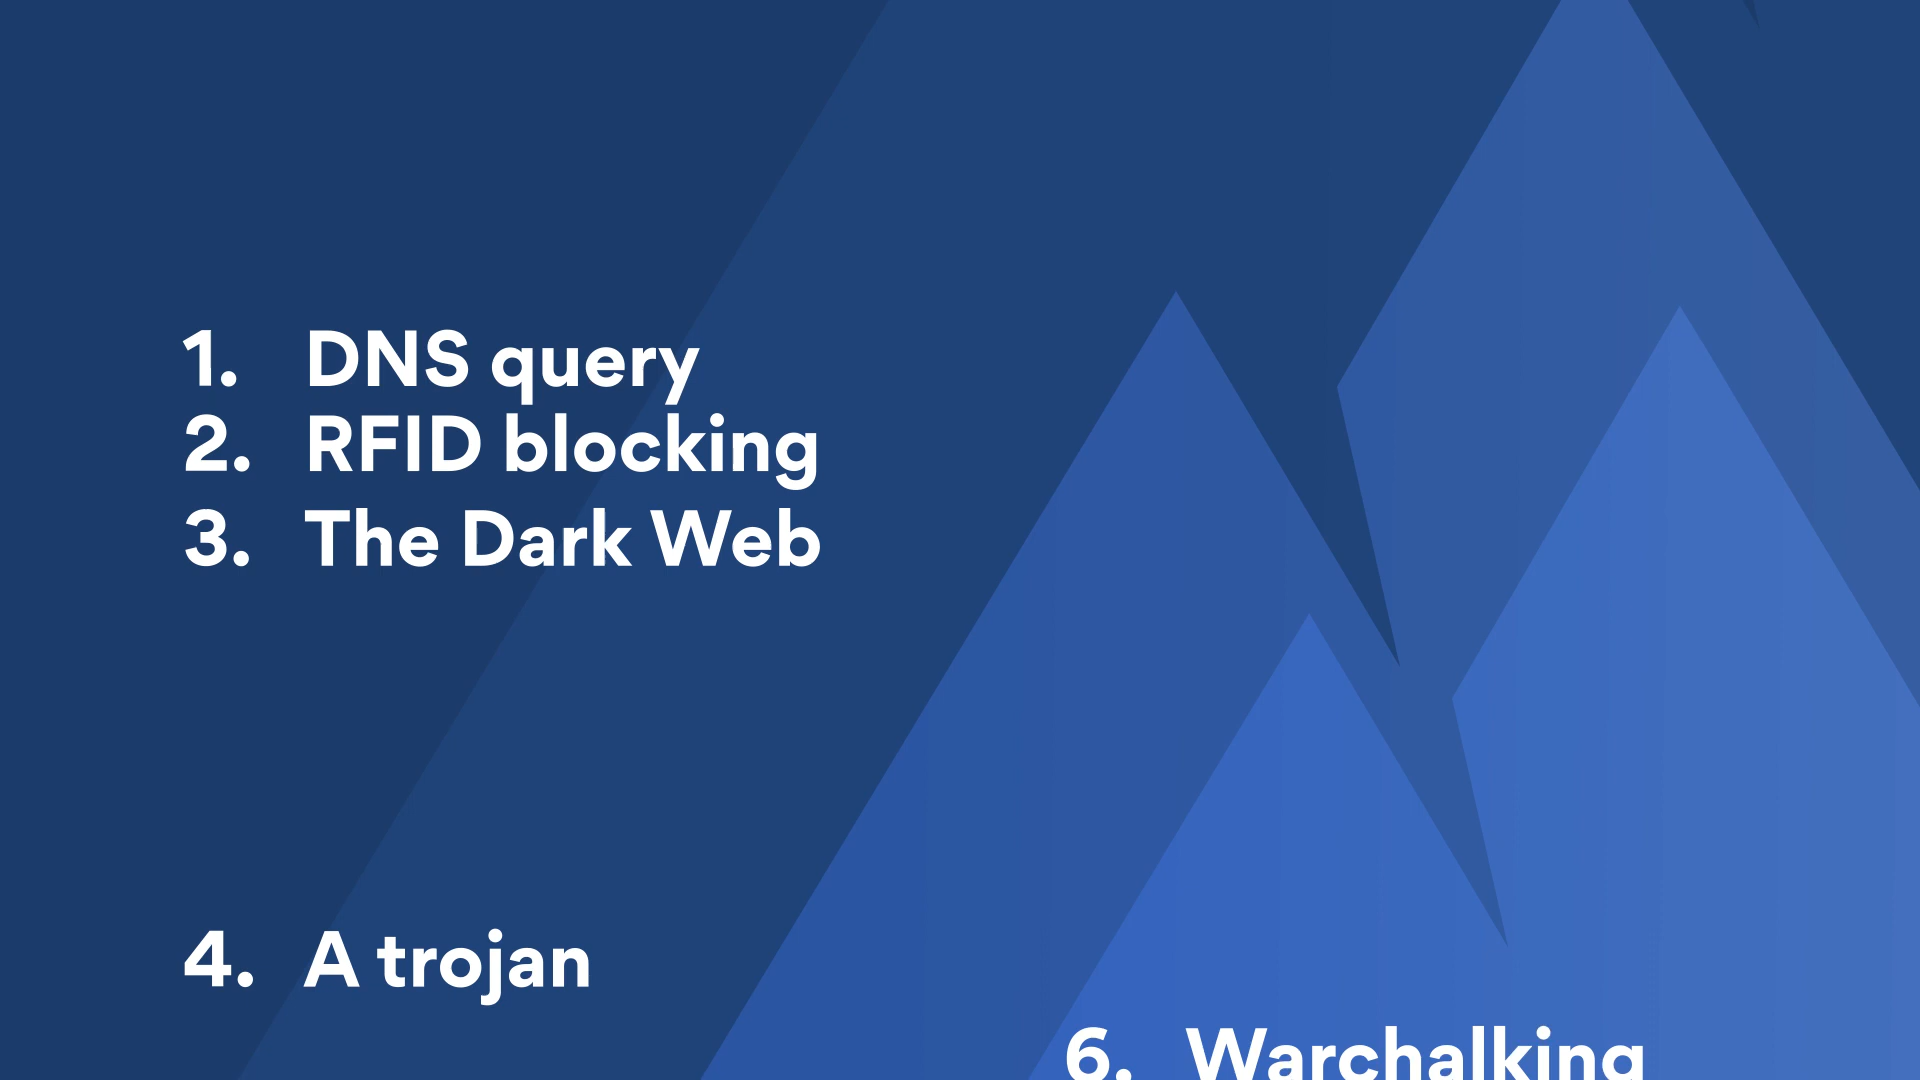 1. DNS query
2. RFID blocking
3. The Dark Web
4. A trojan
6. Warchalking